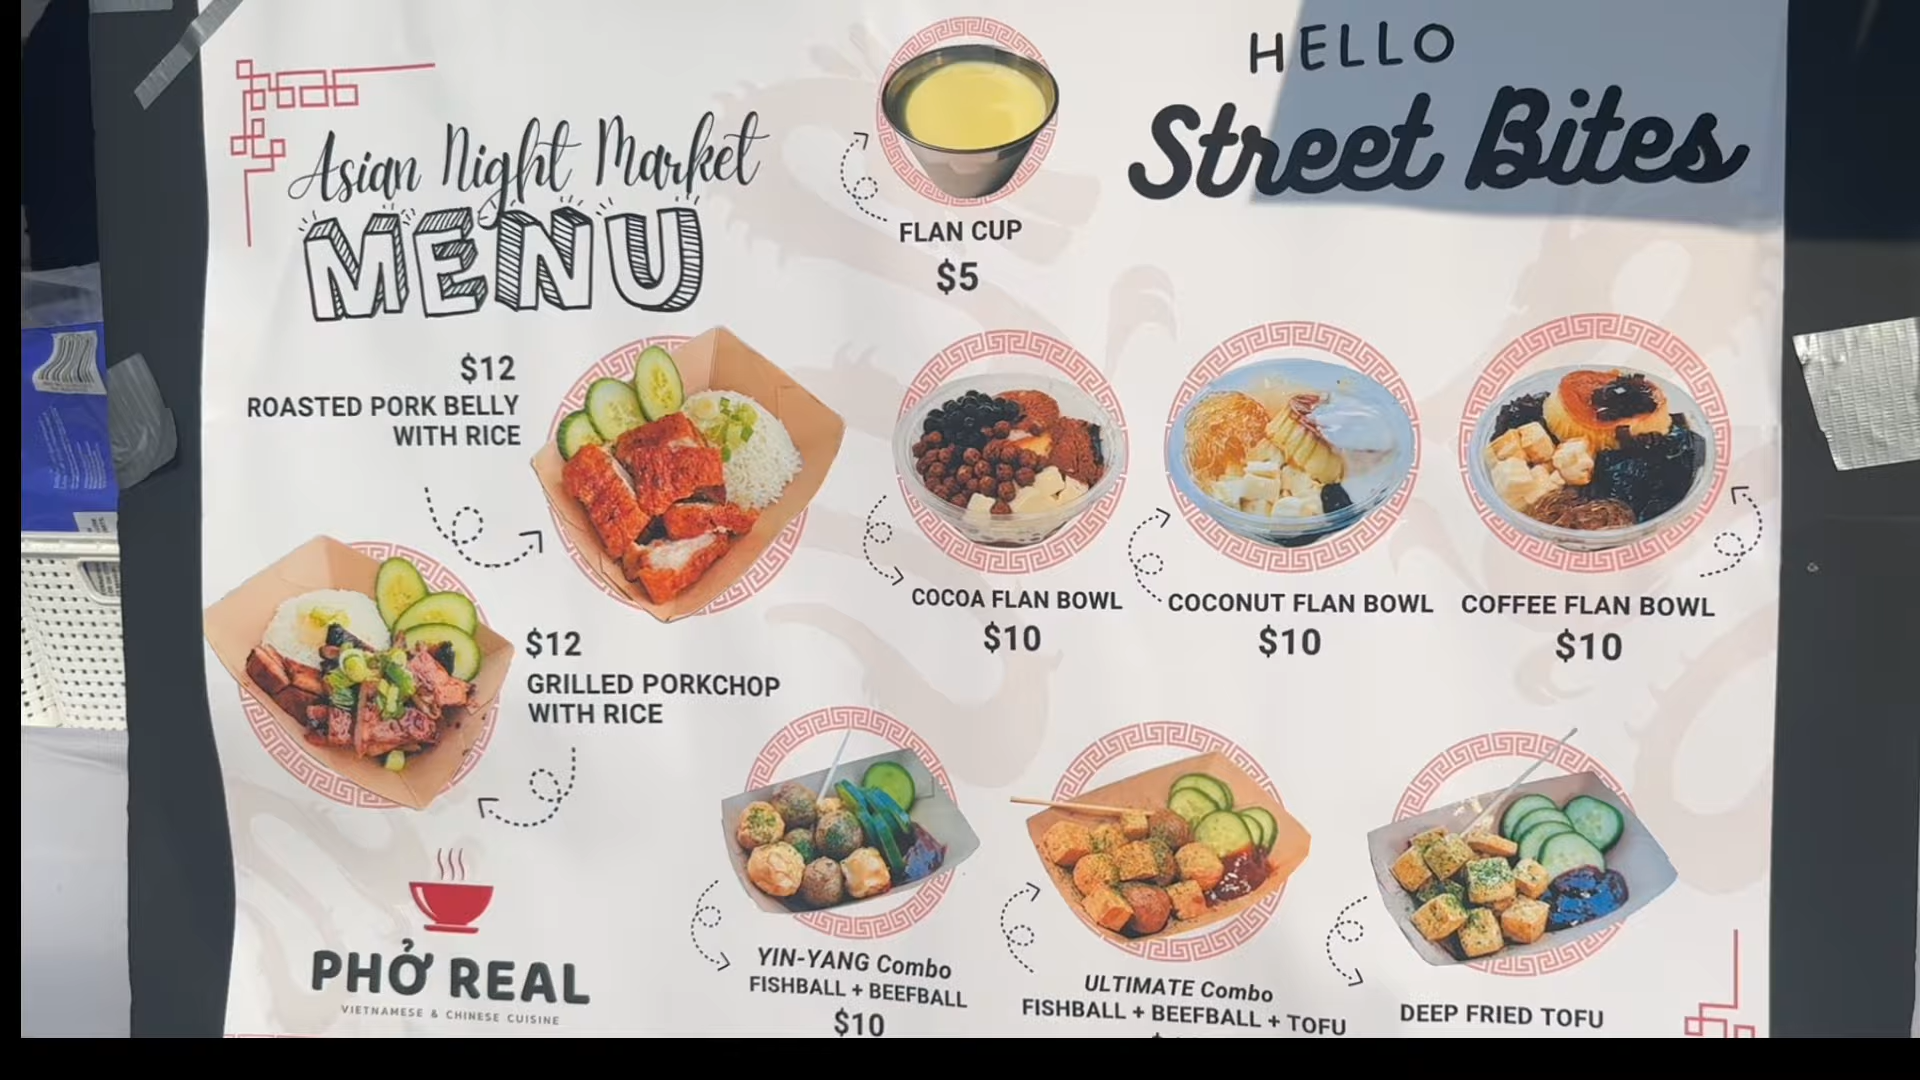 HELLO
Street Bites
Asian Night Market
MENU
FLAN CUP
$5
$12
ROASTED PORK BELLY
WITH RICE
COCOA FLAN BOWL
$10
COCONUT FLAN BOWL
$10
COFFEE FLAN BOWL
$10
$12
GRILLED PORKCHOP
WITH RICE
YIN-YANG Combo
FISHBALL + BEEFBALL
$10
ULTIMATE Combo
FISHBALL + BEEFBALL + TOFU
DEEP FRIED TOFU
PHỞ REAL
VIETNAMESE & CHINESE CUISINE